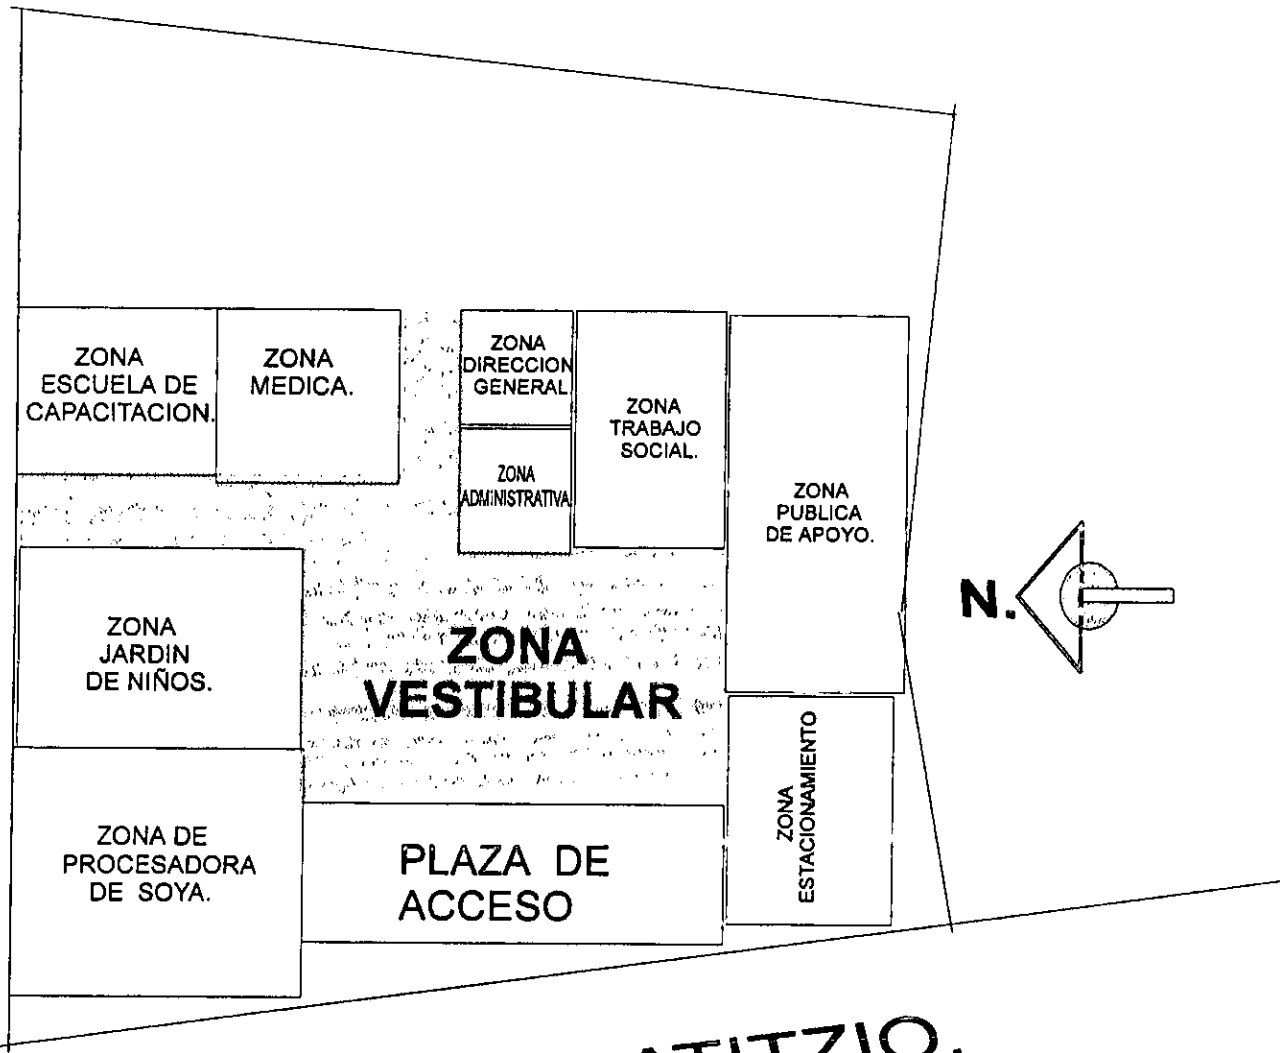 ZONA
ESCUELA DE
CAPACITACION.
ZONA
MEDICA.
ZONA
DIRECCION
GENERAL
ZONA
ADMINISTRATIVA
ZONA
TRABAJO
SOCIAL.
ZONA
PUBLICA
DE APOYO.
N.
ZONA
JARDIN
DE NIÑOS.
ZONA
VESTIBULAR
ZONA DE
PROCESADORA
DE SOYA.
PLAZA DE
ACCESO
ZONA
ESTACIONAMIENTO